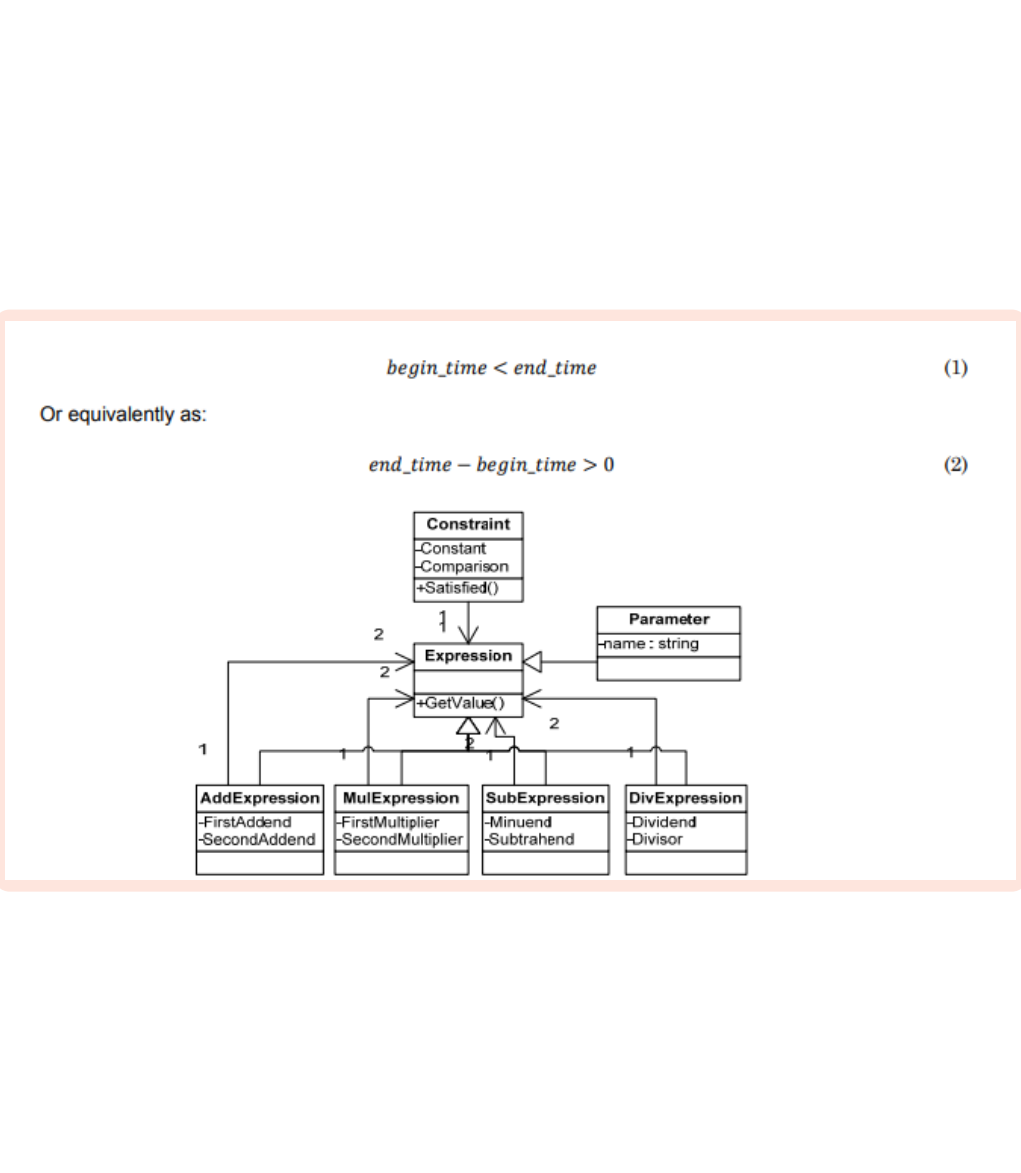 begin_time < end_time (1)
Or equivalently as:
end_time − begin_time > 0 (2)
Constraint
-Constant
-Comparison
+Satisfied()
1
1
Parameter
-name : string
2
Expression
2
+GetValue()
2
2
1
1
1
1
AddExpression
-FirstAddend
-SecondAddend
MulExpression
-FirstMultiplier
-SecondMultiplier
SubExpression
-Minuend
-Subtrahend
DivExpression
-Dividend
-Divisor